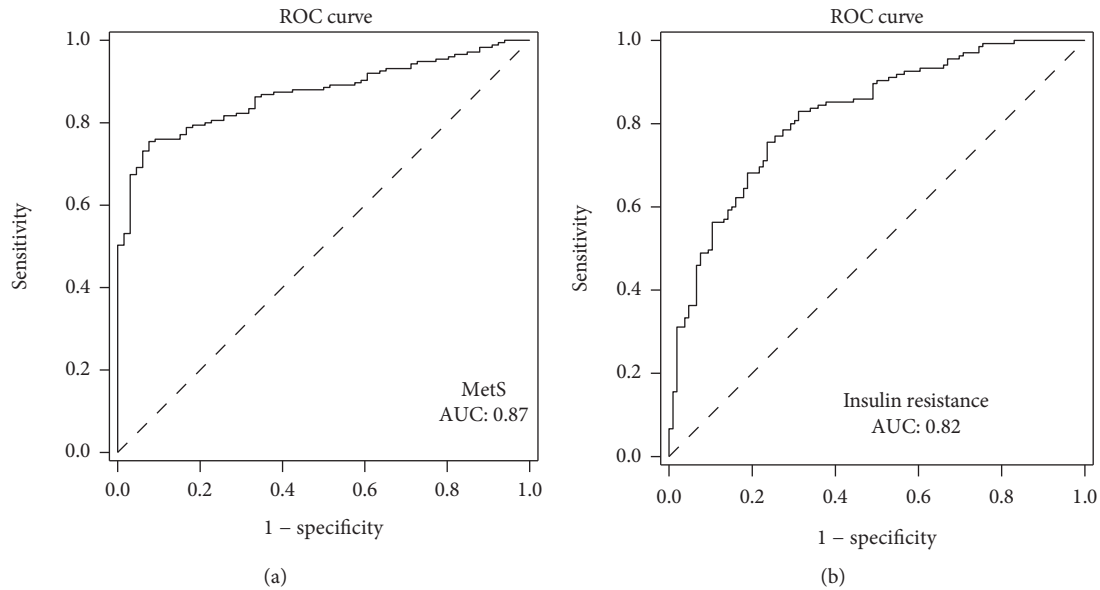 ROC curve
1.0
0.8
0.6
0.4
0.2
0.0
Sensitivity
MetS
AUC: 0.87
0.0 0.2 0.4 0.6 0.8 1.0
1 − specificity
(a)
ROC curve
1.0
0.8
0.6
0.4
0.2
0.0
Sensitivity
Insulin resistance
AUC: 0.82
0.0 0.2 0.4 0.6 0.8 1.0
1 − specificity
(b)